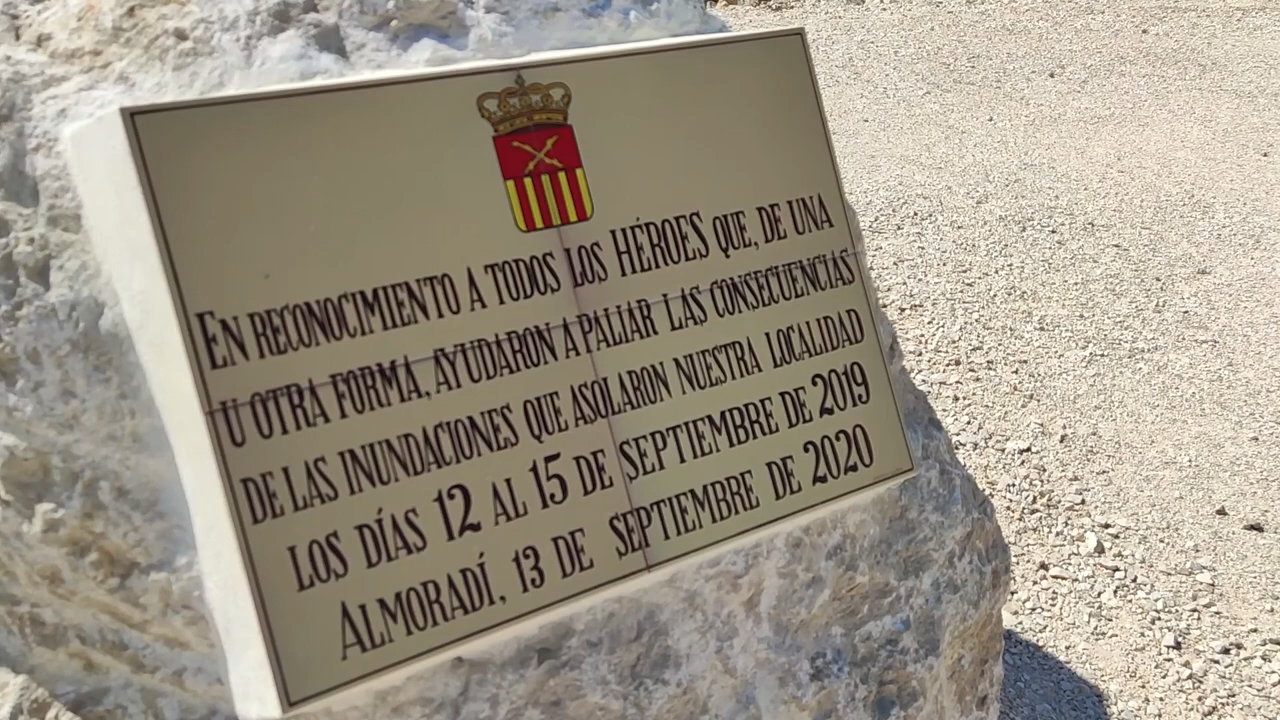 EN RECONOCIMIENTO A TODOS LOS HÉROES QUE, DE UNA
U OTRA FORMA, AYUDARON A PALIAR LAS CONSECUENCIAS
DE LAS INUNDACIONES QUE ASOLARON NUESTRA LOCALIDAD
LOS DÍAS 12 AL 15 DE SEPTIEMBRE DE 2019
ALMORADÍ, 13 DE SEPTIEMBRE DE 2020